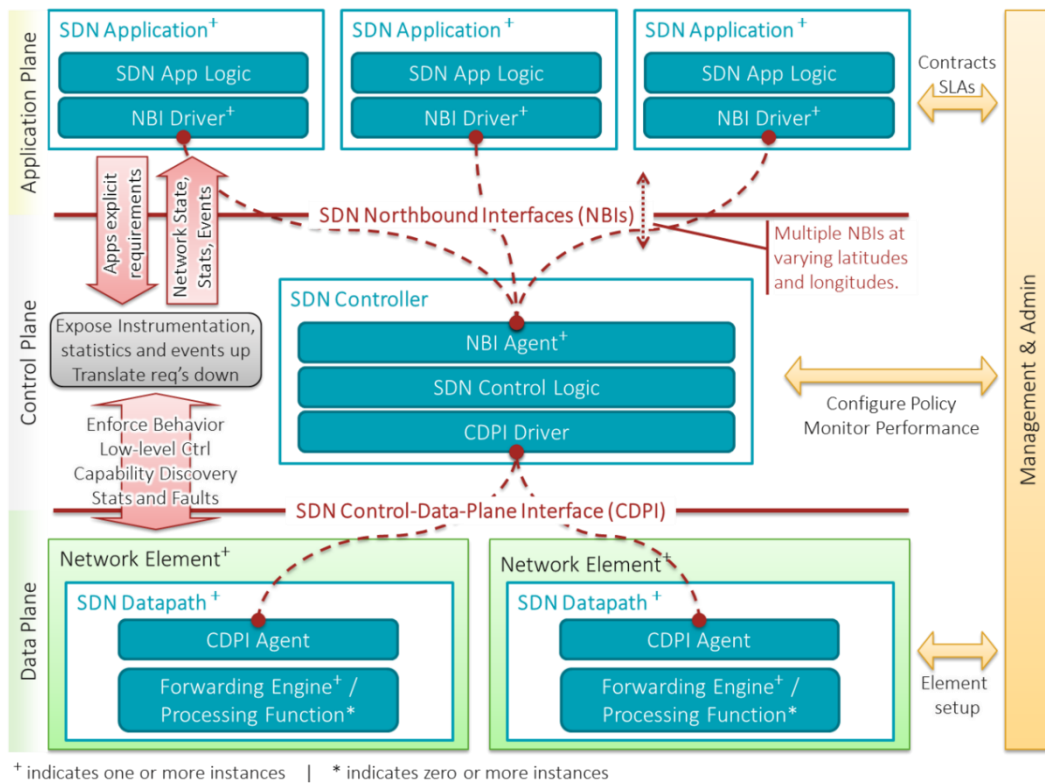 Application Plane
SDN Application⁺
SDN App Logic
NBI Driver⁺
SDN Application⁺
SDN App Logic
NBI Driver⁺
SDN Application⁺
SDN App Logic
NBI Driver⁺
Contracts
SLAs
Apps explicit
requirements
Network State,
Stats, Events
SDN Northbound Interfaces (NBIs)
Multiple NBIs at
varying latitudes
and longitudes.
Control Plane
Expose Instrumentation,
statistics and events up
Translate req's down
SDN Controller
NBI Agent⁺
SDN Control Logic
CDPI Driver
Configure Policy
Monitor Performance
Management & Admin
Enforce Behavior
Low-level Ctrl
Capability Discovery
Stats and Faults
SDN Control-Data-Plane Interface (CDPI)
Data Plane
Network Element⁺
SDN Datapath⁺
CDPI Agent
Forwarding Engine⁺ /
Processing Function*
Network Element⁺
SDN Datapath⁺
CDPI Agent
Forwarding Engine⁺ /
Processing Function*
Element
setup
⁺ indicates one or more instances | * indicates zero or more instances